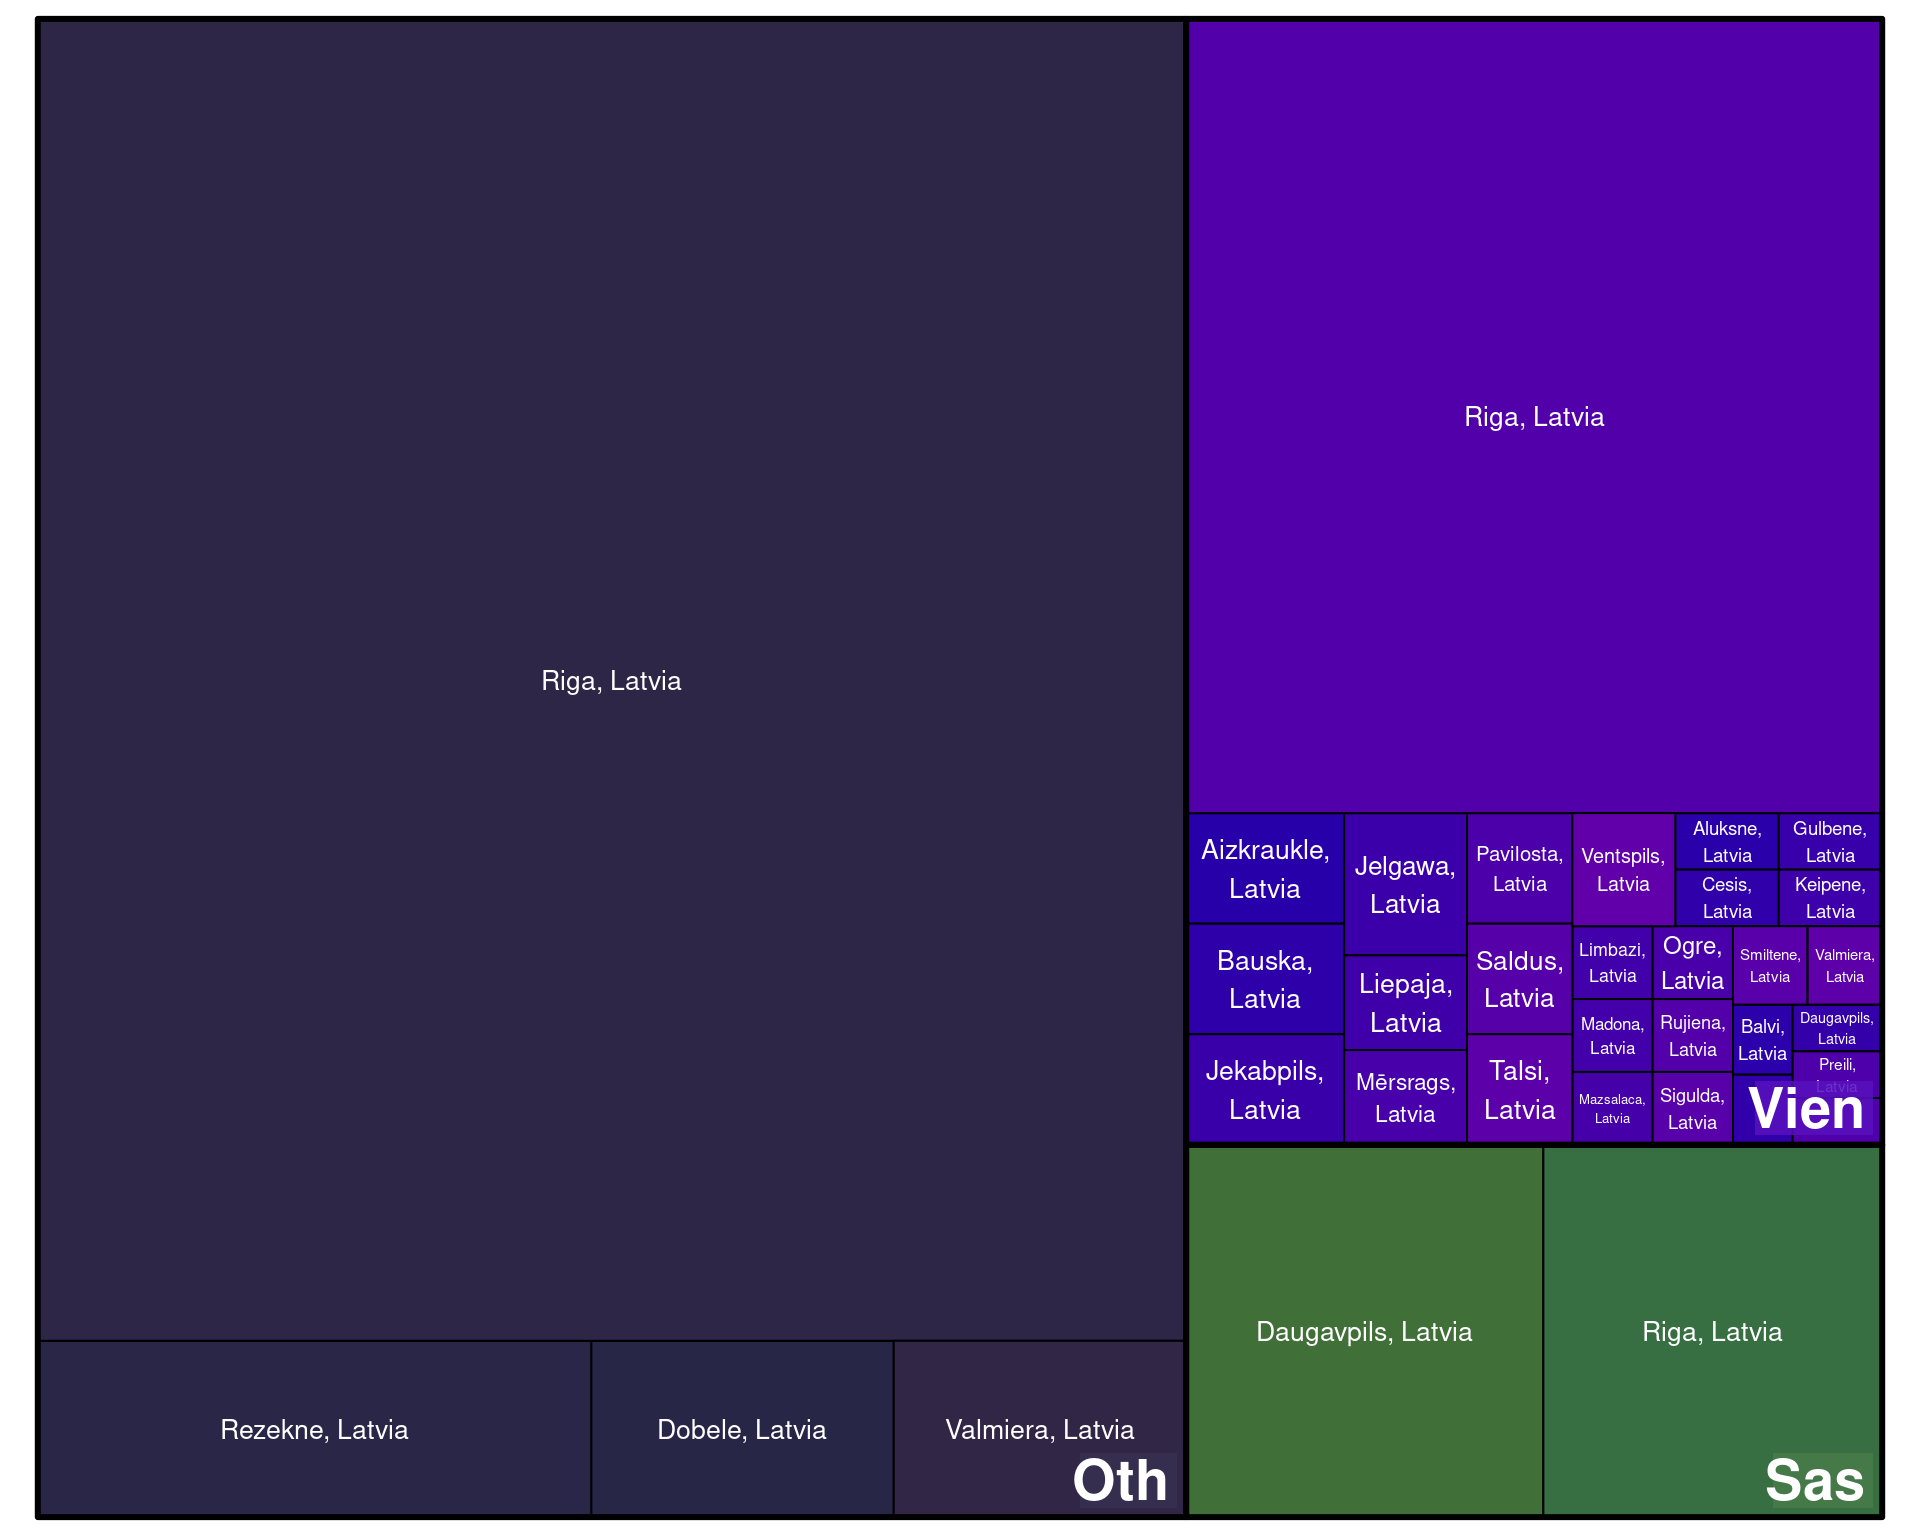 Riga, Latvia
Rezekne, Latvia
Dobele, Latvia
Valmiera, Latvia
Oth
Riga, Latvia
Aizkraukle,
Latvia
Bauska,
Latvia
Jekabpils,
Latvia
Jelgawa,
Latvia
Liepaja,
Latvia
Mērsrags,
Latvia
Pavilosta,
Latvia
Saldus,
Latvia
Talsi,
Latvia
Ventspils,
Latvia
Aluksne,
Latvia
Gulbene,
Latvia
Cesis,
Latvia
Keipene,
Latvia
Limbazi,
Latvia
Ogre,
Latvia
Smiltene,
Latvia
Valmiera,
Latvia
Madona,
Latvia
Rujiena,
Latvia
Balvi,
Latvia
Daugavpils,
Latvia
Preili,
Latvia
Mazsalaca,
Latvia
Sigulda,
Latvia
Vien
Daugavpils, Latvia
Riga, Latvia
Sas